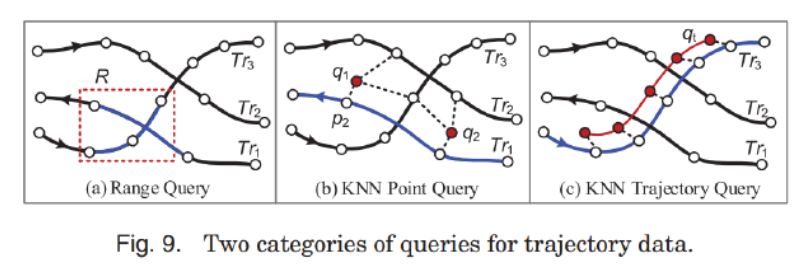 R
Tr3
Tr2
Tr1
(a) Range Query
q1
p2
q2
Tr3
Tr2
Tr1
(b) KNN Point Query
qt
Tr3
Tr2
Tr1
(c) KNN Trajectory Query
Fig. 9. Two categories of queries for trajectory data.